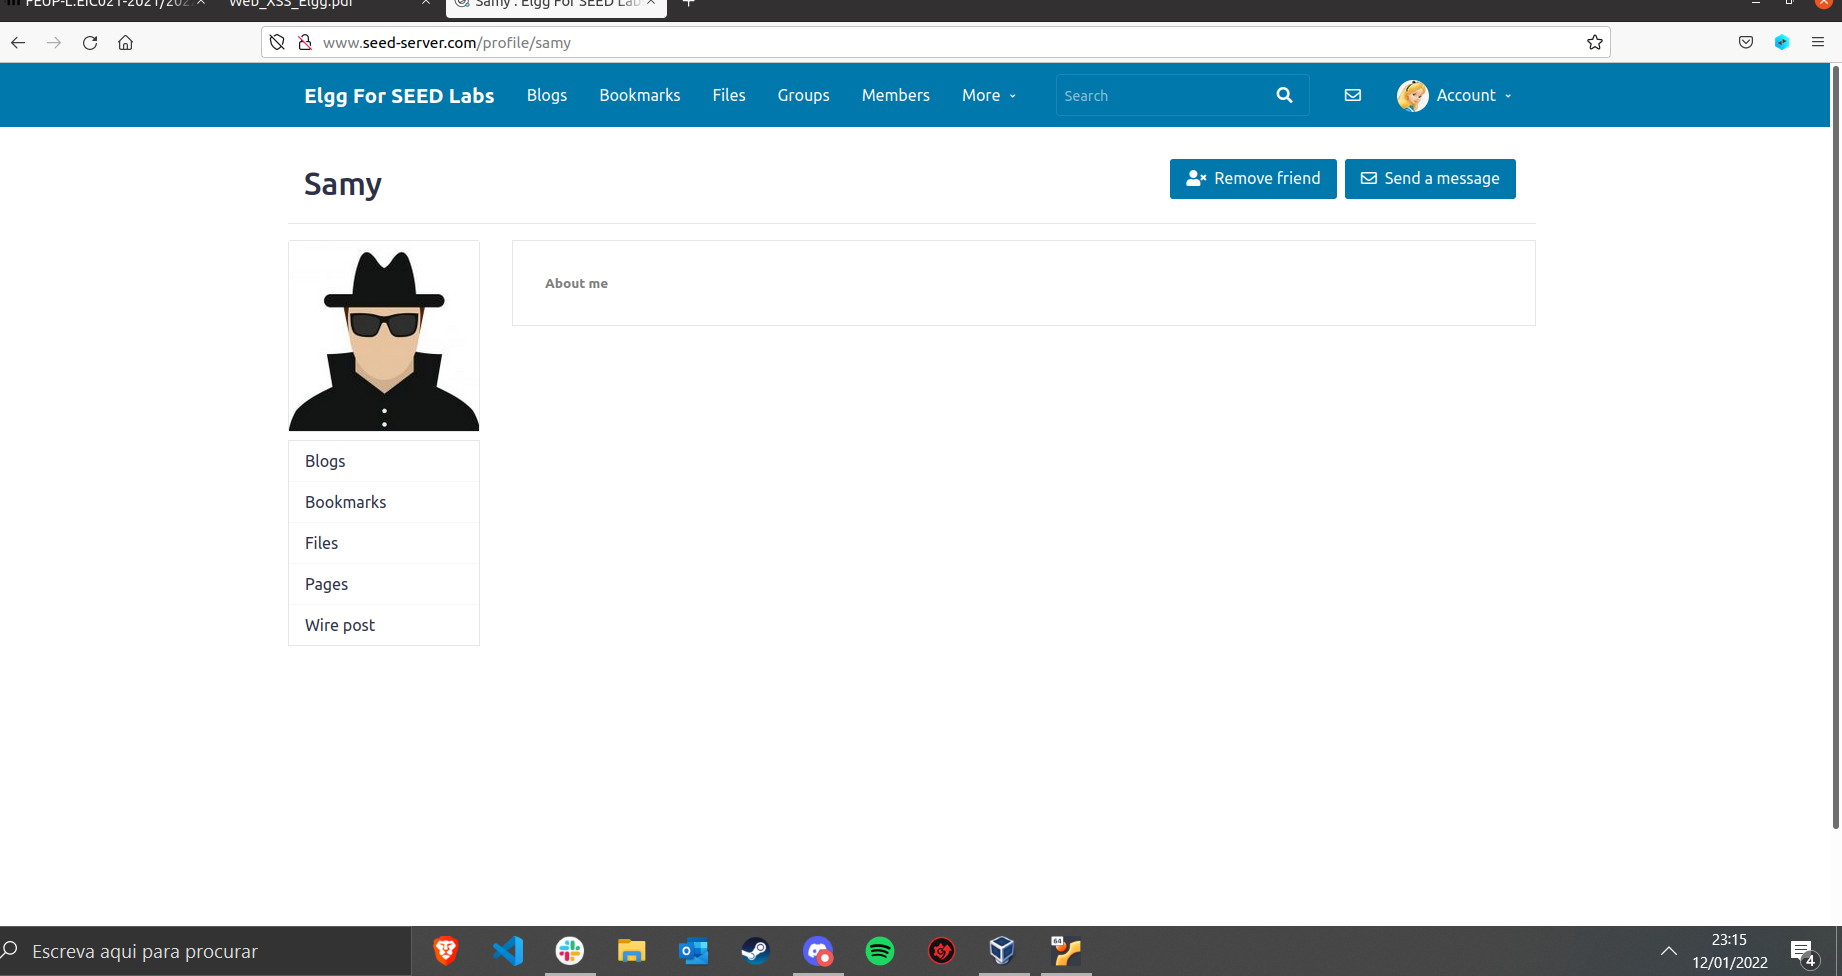 FEUP-L.EIC021-2021/202
Web_XSS_Elgg.pdf
Samy : Elgg For SEED Lab
www.seed-server.com/profile/samy
Elgg For SEED Labs Blogs Bookmarks Files Groups Members More Search Account
Samy
Remove friend Send a message
About me
Blogs
Bookmarks
Files
Pages
Wire post
Escreva aqui para procurar
64
23:15
12/01/2022
4